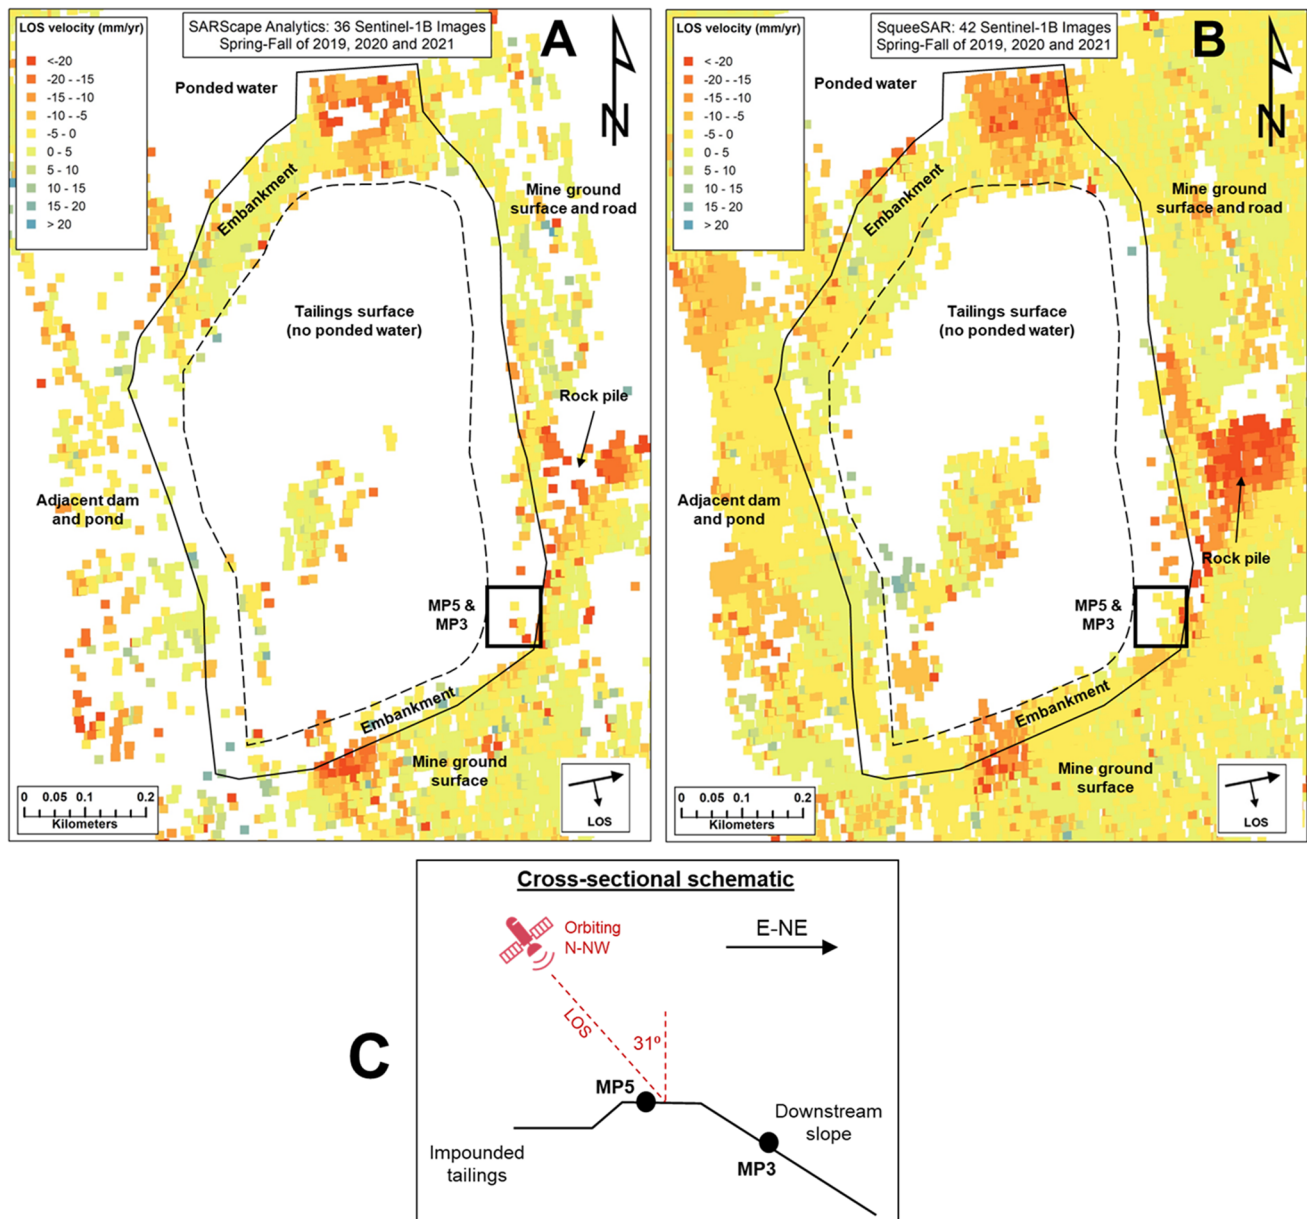 LOS velocity (mm/yr)
<-20
-20 - -15
-15 - -10
-10 - -5
-5 - 0
0 - 5
5 - 10
10 - 15
15 - 20
> 20
SARScape Analytics: 36 Sentinel-1B Images
Spring-Fall of 2019, 2020 and 2021
A
N
Ponded water
Embankment
Mine ground
surface and road
Tailings surface
(no ponded water)
Rock pile
Adjacent dam
and pond
MP5 &
MP3
Embankment
Mine ground
surface
0 0.05 0.1 0.2
Kilometers
LOS
LOS velocity (mm/yr)
<-20
-20 - -15
-15 - -10
-10 - -5
-5 - 0
0 - 5
5 - 10
10 - 15
15 - 20
> 20
SqueeSAR: 42 Sentinel-1B Images
Spring-Fall of 2019, 2020 and 2021
B
N
Ponded water
Embankment
Mine ground
surface and road
Tailings surface
(no ponded water)
Adjacent dam
and pond
Rock pile
MP5 &
MP3
Embankment
Mine ground
surface
0 0.05 0.1 0.2
Kilometers
LOS
C
Cross-sectional schematic
Orbiting
N-NW
E-NE
LOS
31º
MP5
Downstream
slope
Impounded
tailings
MP3